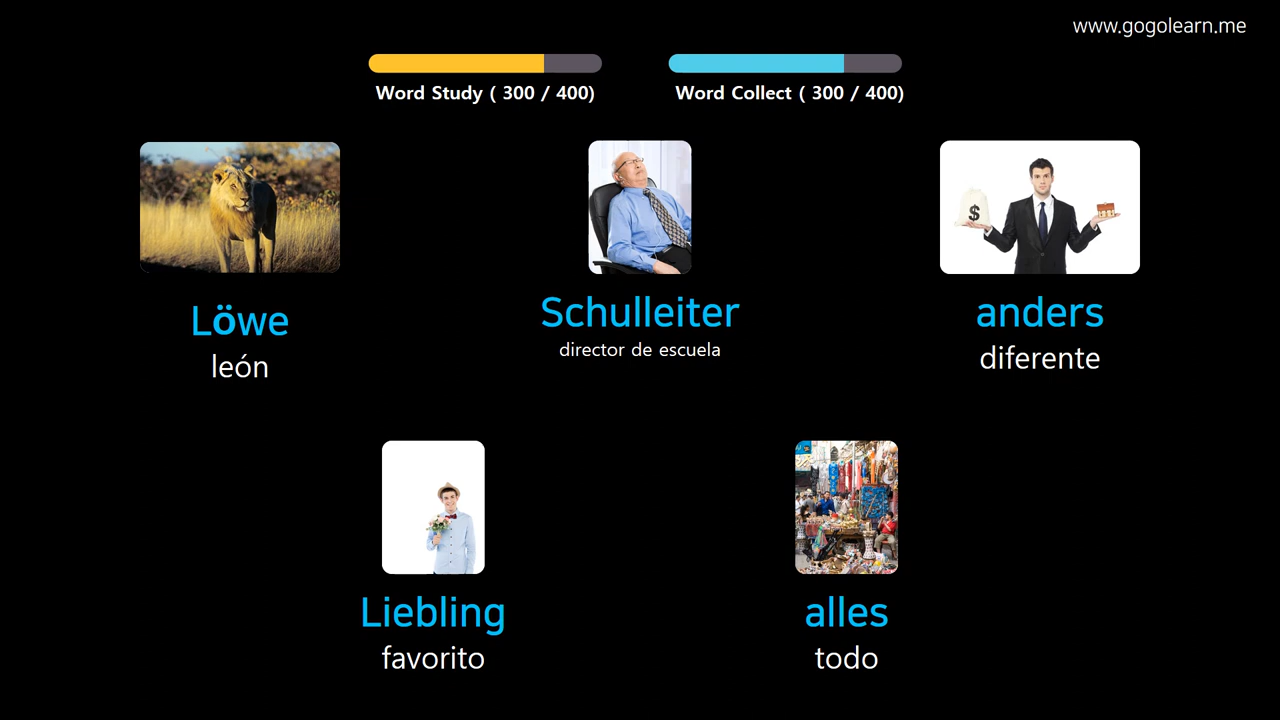 www.gogolearn.me
Word Study ( 300 / 400)
Word Collect ( 300 / 400)
$
Löwe
león
Schulleiter
director de escuela
anders
diferente
Liebling
favorito
alles
todo